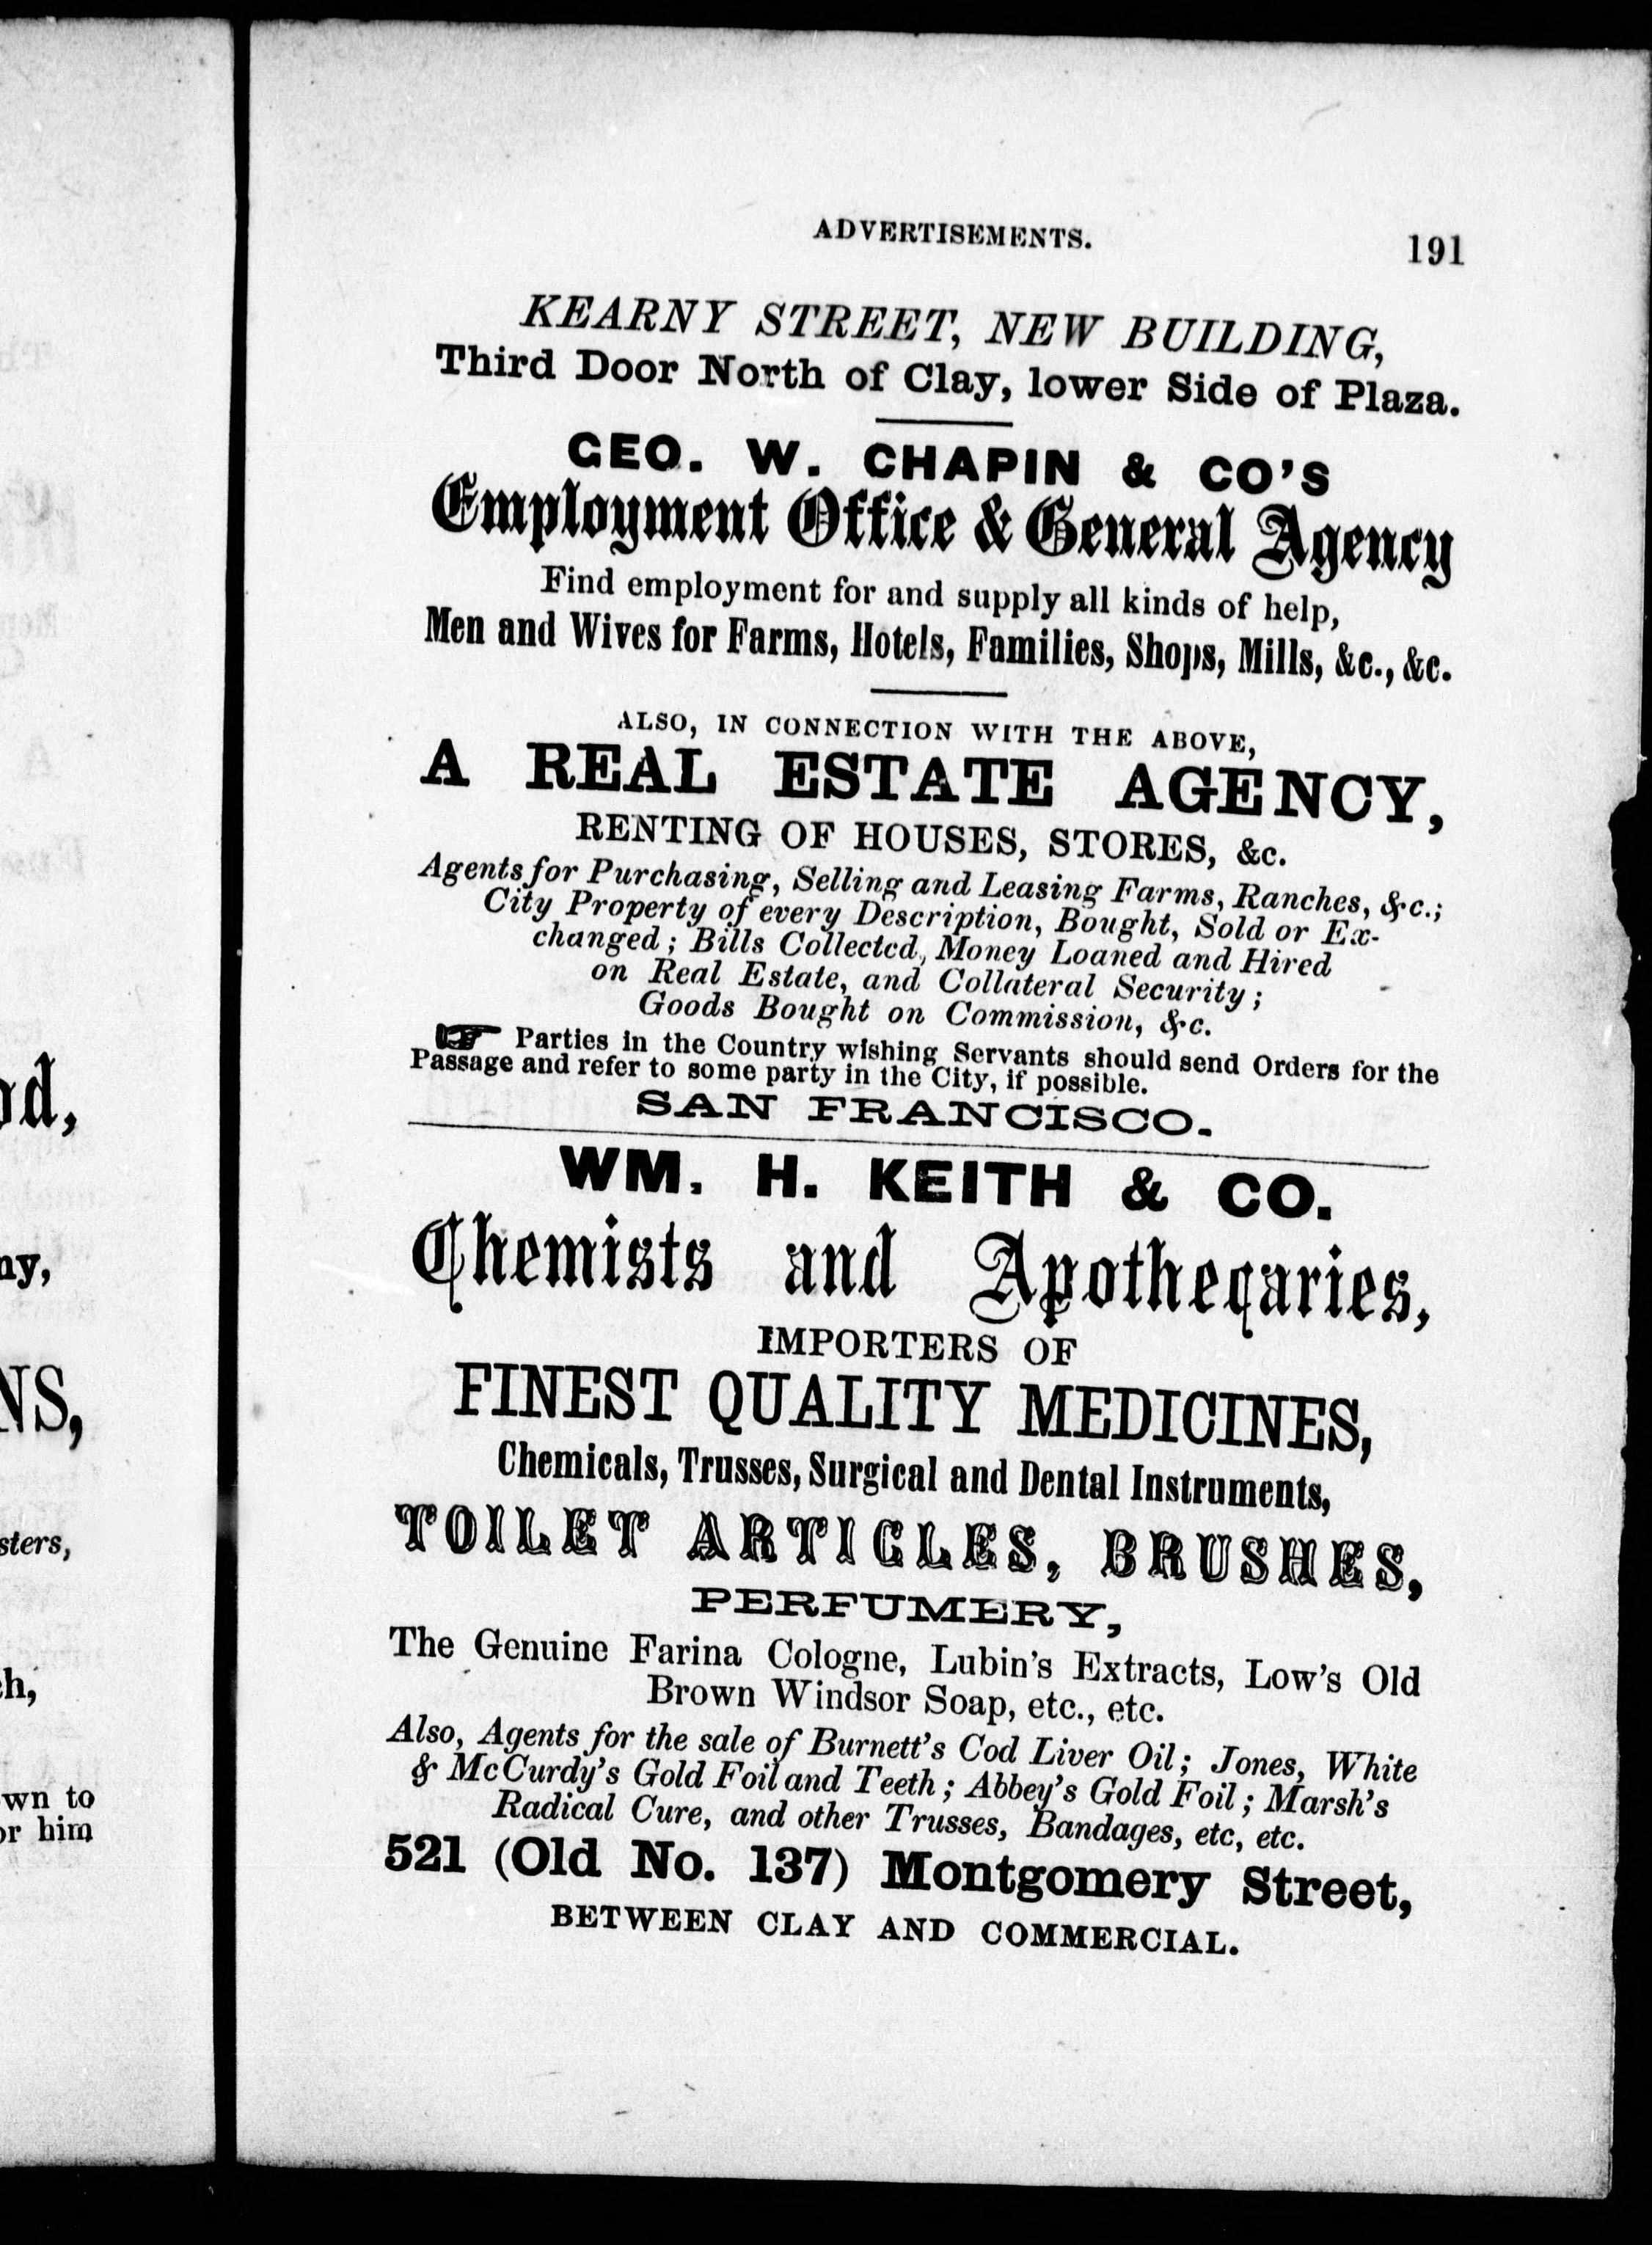 ADVERTISEMENTS. 191
KEARNY STREET, NEW BUILDING,
Third Door North of Clay, lower Side of Plaza.
GEO. W. CHAPIN & CO'S
Employment Office & General Agency
Find employment for and supply all kinds of help,
Men and Wives for Farms, Hotels, Families, Shops, Mills, &c., &c.
ALSO, IN CONNECTION WITH THE ABOVE,
A REAL ESTATE AGENCY,
RENTING OF HOUSES, STORES, &c.
Agents for Purchasing, Selling and Leasing Farms, Ranches, &c.;
City Property of every Description, Bought, Sold or Ex-
changed; Bills Collected, Money Loaned and Hired
on Real Estate, and Collateral Security;
Goods Bought on Commission, &c.
☞ Parties in the Country wishing Servants should send Orders for the
Passage and refer to some party in the City, if possible.
SAN FRANCISCO.
WM. H. KEITH & CO.
Chemists and Apothecaries,
IMPORTERS OF
FINEST QUALITY MEDICINES,
Chemicals, Trusses, Surgical and Dental Instruments,
TOILET ARTICLES, BRUSHES,
PERFUMERY,
The Genuine Farina Cologne, Lubin's Extracts, Low's Old
Brown Windsor Soap, etc., etc.
Also, Agents for the sale of Burnett's Cod Liver Oil; Jones, White
& McCurdy's Gold Foil and Teeth; Abbey's Gold Foil; Marsh's
Radical Cure, and other Trusses, Bandages, etc, etc.
521 (Old No. 137) Montgomery Street,
BETWEEN CLAY AND COMMERCIAL.